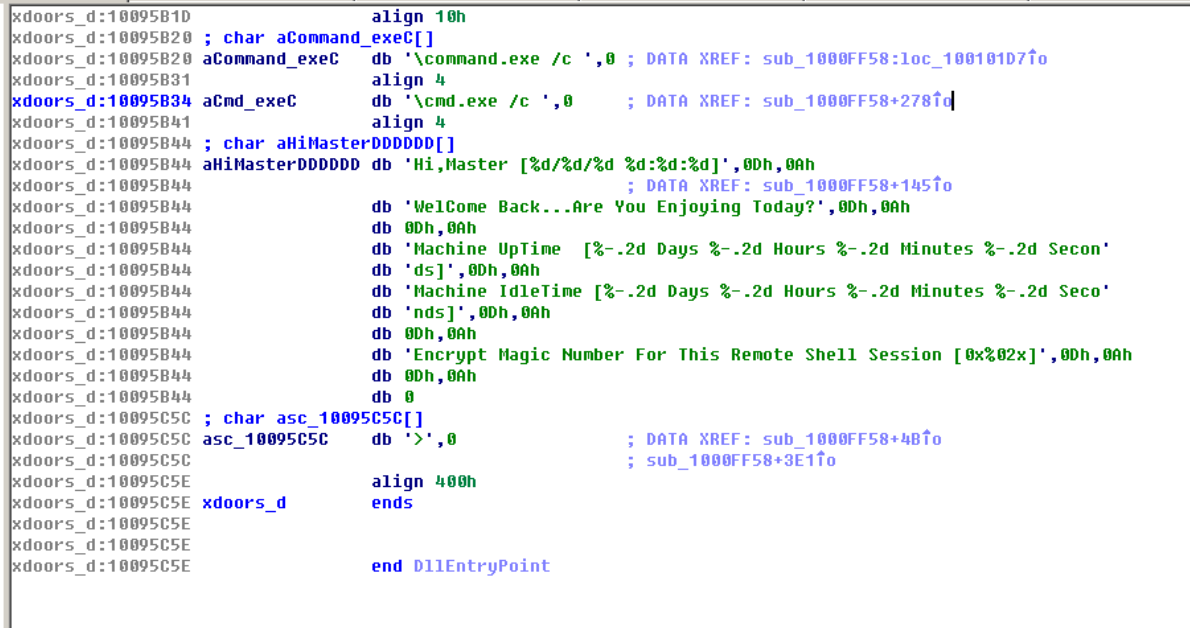 xdoors_d:10095B1D align 10h
xdoors_d:10095B20 ; char aCommand_exeC[]
xdoors_d:10095B20 aCommand_exeC db '\command.exe /c ',0 ; DATA XREF: sub_1000FF58:loc_100101D7↑o
xdoors_d:10095B31 align 4
xdoors_d:10095B34 aCmd_exeC db '\cmd.exe /c ',0 ; DATA XREF: sub_1000FF58+278↑o
xdoors_d:10095B41 align 4
xdoors_d:10095B44 ; char aHiMasterDDDDDD[]
xdoors_d:10095B44 aHiMasterDDDDDD db 'Hi,Master [%d/%d/%d %d:%d:%d]',0Dh,0Ah
xdoors_d:10095B44 ; DATA XREF: sub_1000FF58+145↑o
xdoors_d:10095B44 db 'WelCome Back...Are You Enjoying Today?',0Dh,0Ah
xdoors_d:10095B44 db 0Dh,0Ah
xdoors_d:10095B44 db 'Machine UpTime  [%-.2d Days %-.2d Hours %-.2d Minutes %-.2d Secon'
xdoors_d:10095B44 db 'ds]',0Dh,0Ah
xdoors_d:10095B44 db 'Machine IdleTime [%-.2d Days %-.2d Hours %-.2d Minutes %-.2d Seco'
xdoors_d:10095B44 db 'nds]',0Dh,0Ah
xdoors_d:10095B44 db 0Dh,0Ah
xdoors_d:10095B44 db 'Encrypt Magic Number For This Remote Shell Session [0x%02x]',0Dh,0Ah
xdoors_d:10095B44 db 0Dh,0Ah
xdoors_d:10095B44 db 0
xdoors_d:10095C5C ; char asc_10095C5C[]
xdoors_d:10095C5C asc_10095C5C db '>',0 ; DATA XREF: sub_1000FF58+4B↑o
xdoors_d:10095C5C ; sub_1000FF58+3E1↑o
xdoors_d:10095C5E align 400h
xdoors_d:10095C5E xdoors_d ends
xdoors_d:10095C5E
xdoors_d:10095C5E
xdoors_d:10095C5E end DllEntryPoint